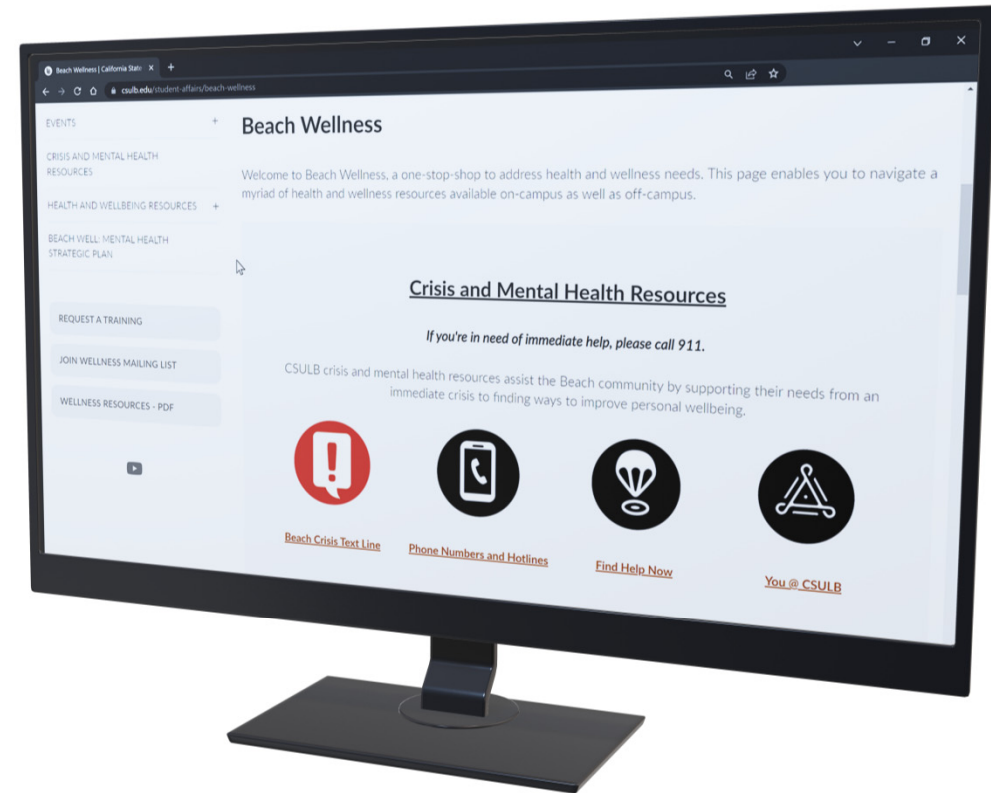 Beach Wellness | California State
csulb.edu/student-affairs/beach-wellness
EVENTS +
CRISIS AND MENTAL HEALTH
RESOURCES
HEALTH AND WELLBEING RESOURCES +
BEACH WELL: MENTAL HEALTH
STRATEGIC PLAN
REQUEST A TRAINING
JOIN WELLNESS MAILING LIST
WELLNESS RESOURCES - PDF
Beach Wellness
Welcome to Beach Wellness, a one-stop-shop to address health and wellness needs. This page enables you to navigate a
myriad of health and wellness resources available on-campus as well as off-campus.
Crisis and Mental Health Resources
If you're in need of immediate help, please call 911.
CSULB crisis and mental health resources assist the Beach community by supporting their needs from an
immediate crisis to finding ways to improve personal wellbeing.
Beach Crisis Text Line
Phone Numbers and Hotlines
Find Help Now
You @ CSULB